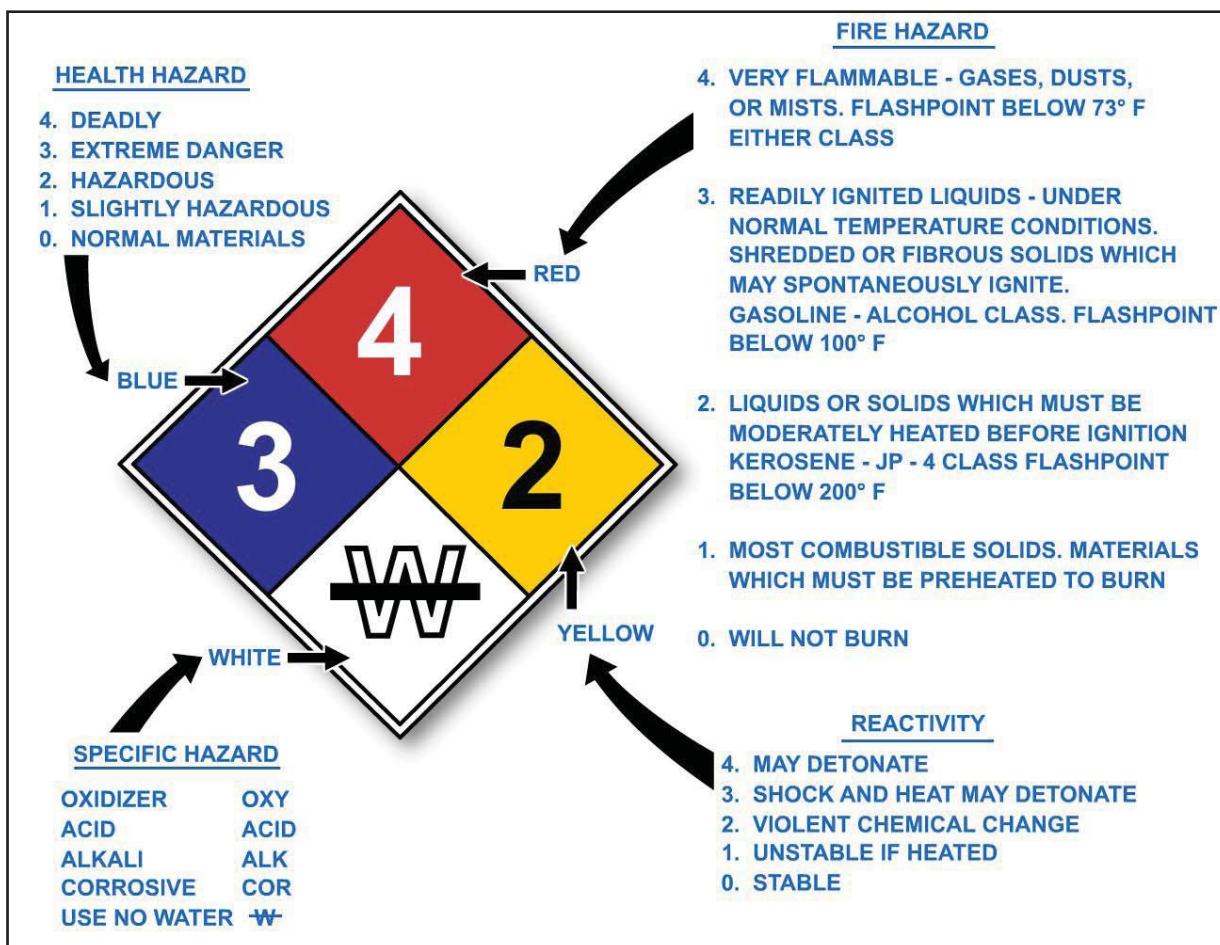 HEALTH HAZARD
4. DEADLY
3. EXTREME DANGER
2. HAZARDOUS
1. SLIGHTLY HAZARDOUS
0. NORMAL MATERIALS
FIRE HAZARD
4. VERY FLAMMABLE - GASES, DUSTS,
OR MISTS. FLASHPOINT BELOW 73° F
EITHER CLASS
3. READILY IGNITED LIQUIDS - UNDER
NORMAL TEMPERATURE CONDITIONS.
SHREDDED OR FIBROUS SOLIDS WHICH
MAY SPONTANEOUSLY IGNITE.
GASOLINE - ALCOHOL CLASS. FLASHPOINT
BELOW 100° F
2. LIQUIDS OR SOLIDS WHICH MUST BE
MODERATELY HEATED BEFORE IGNITION
KEROSENE - JP - 4 CLASS FLASHPOINT
BELOW 200° F
1. MOST COMBUSTIBLE SOLIDS. MATERIALS
WHICH MUST BE PREHEATED TO BURN
0. WILL NOT BURN
RED
BLUE
4
3
2
W
YELLOW
WHITE
SPECIFIC HAZARD
OXIDIZER OXY
ACID ACID
ALKALI ALK
CORROSIVE COR
USE NO WATER W
REACTIVITY
4. MAY DETONATE
3. SHOCK AND HEAT MAY DETONATE
2. VIOLENT CHEMICAL CHANGE
1. UNSTABLE IF HEATED
0. STABLE